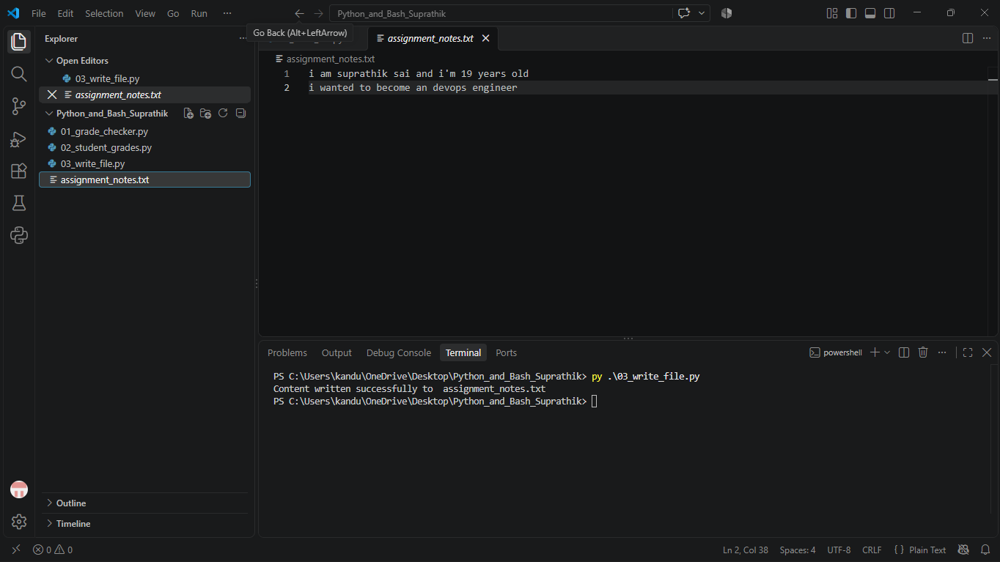 File Edit Selection View Go Run ··· Python_and_Bash_Suprathik
Go Back (Alt+LeftArrow)
Explorer ···
Open Editors
03_write_file.py
assignment_notes.txt
Python_and_Bash_Suprathik
01_grade_checker.py
02_student_grades.py
03_write_file.py
assignment_notes.txt
Outline
Timeline
assignment_notes.txt
assignment_notes.txt
1 i am suprathik sai and i'm 19 years old
2 i wanted to become an devops engineer
Problems Output Debug Console Terminal Ports powershell
PS C:\Users\kandu\OneDrive\Desktop\Python_and_Bash_Suprathik> py .\03_write_file.py
Content written successfully to  assignment_notes.txt
PS C:\Users\kandu\OneDrive\Desktop\Python_and_Bash_Suprathik>
0 0 Ln 2, Col 38 Spaces: 4 UTF-8 CRLF {} Plain Text